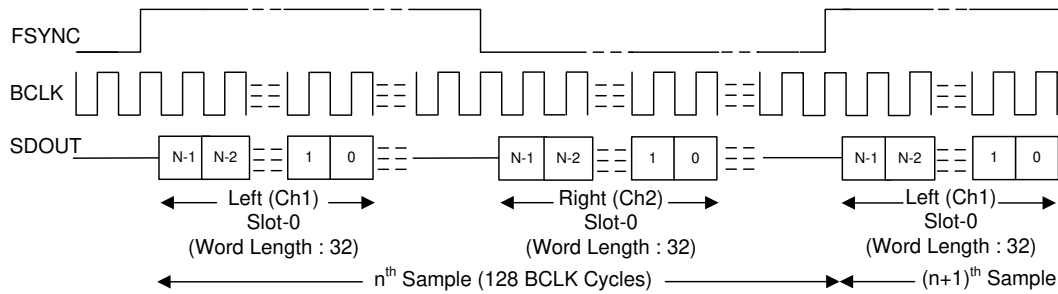 FSYNC
BCLK
SDOUT
N-1 N-2 1 0 N-1 N-2 1 0 N-1 N-2 1 0
Left (Ch1) Right (Ch2) Left (Ch1)
Slot-0 Slot-0 Slot-0
(Word Length : 32) (Word Length : 32) (Word Length : 32)
nth Sample (128 BCLK Cycles) (n+1)th Sample